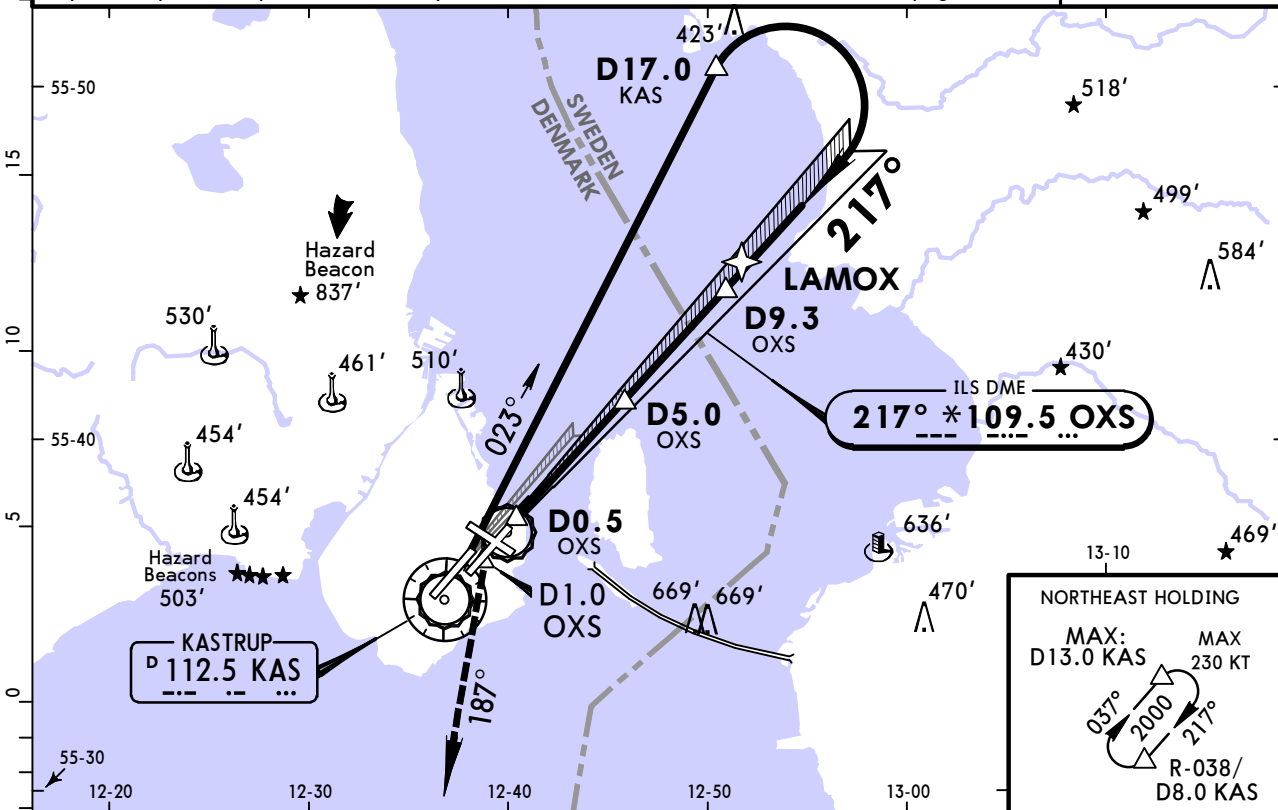 423'
D17.0
KAS
55-50
518'
SWEDEN
DENMARK
15
217°
499'
Hazard
Beacon
837'
584'
LAMOX
530'
D9.3
OXS
10
461'
510'
430'
ILS DME
217° *109.5 OXS
023°
D5.0
OXS
55-40
454'
454'
5
D0.5
OXS
636'
469'
Hazard
Beacons
503'
13-10
D1.0
OXS
669'
669'
470'
NORTHEAST HOLDING
MAX:
D13.0 KAS
MAX
230 KT
037°
2000
217°
R-038/
D8.0 KAS
KASTRUP
D 112.5 KAS
187°
0
55-30
12-20
12-30
12-40
12-50
13-00